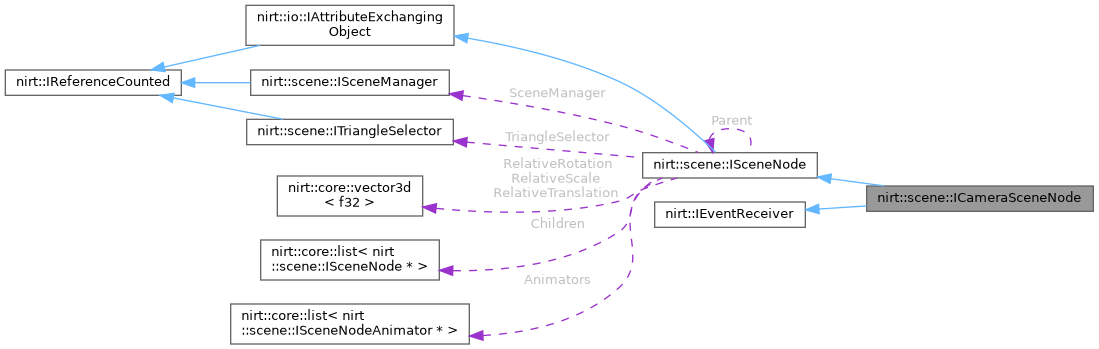 nirt::io::IAttributeExchanging
Object
nirt::IReferenceCounted
nirt::scene::ISceneManager
SceneManager
Parent
nirt::scene::ITriangleSelector
TriangleSelector
nirt::scene::ISceneNode
RelativeRotation
RelativeScale
RelativeTranslation
nirt::core::vector3d
< f32 >
nirt::scene::ICameraSceneNode
nirt::IEventReceiver
Children
nirt::core::list< nirt
::scene::ISceneNode * >
Animators
nirt::core::list< nirt
::scene::ISceneNodeAnimator * >